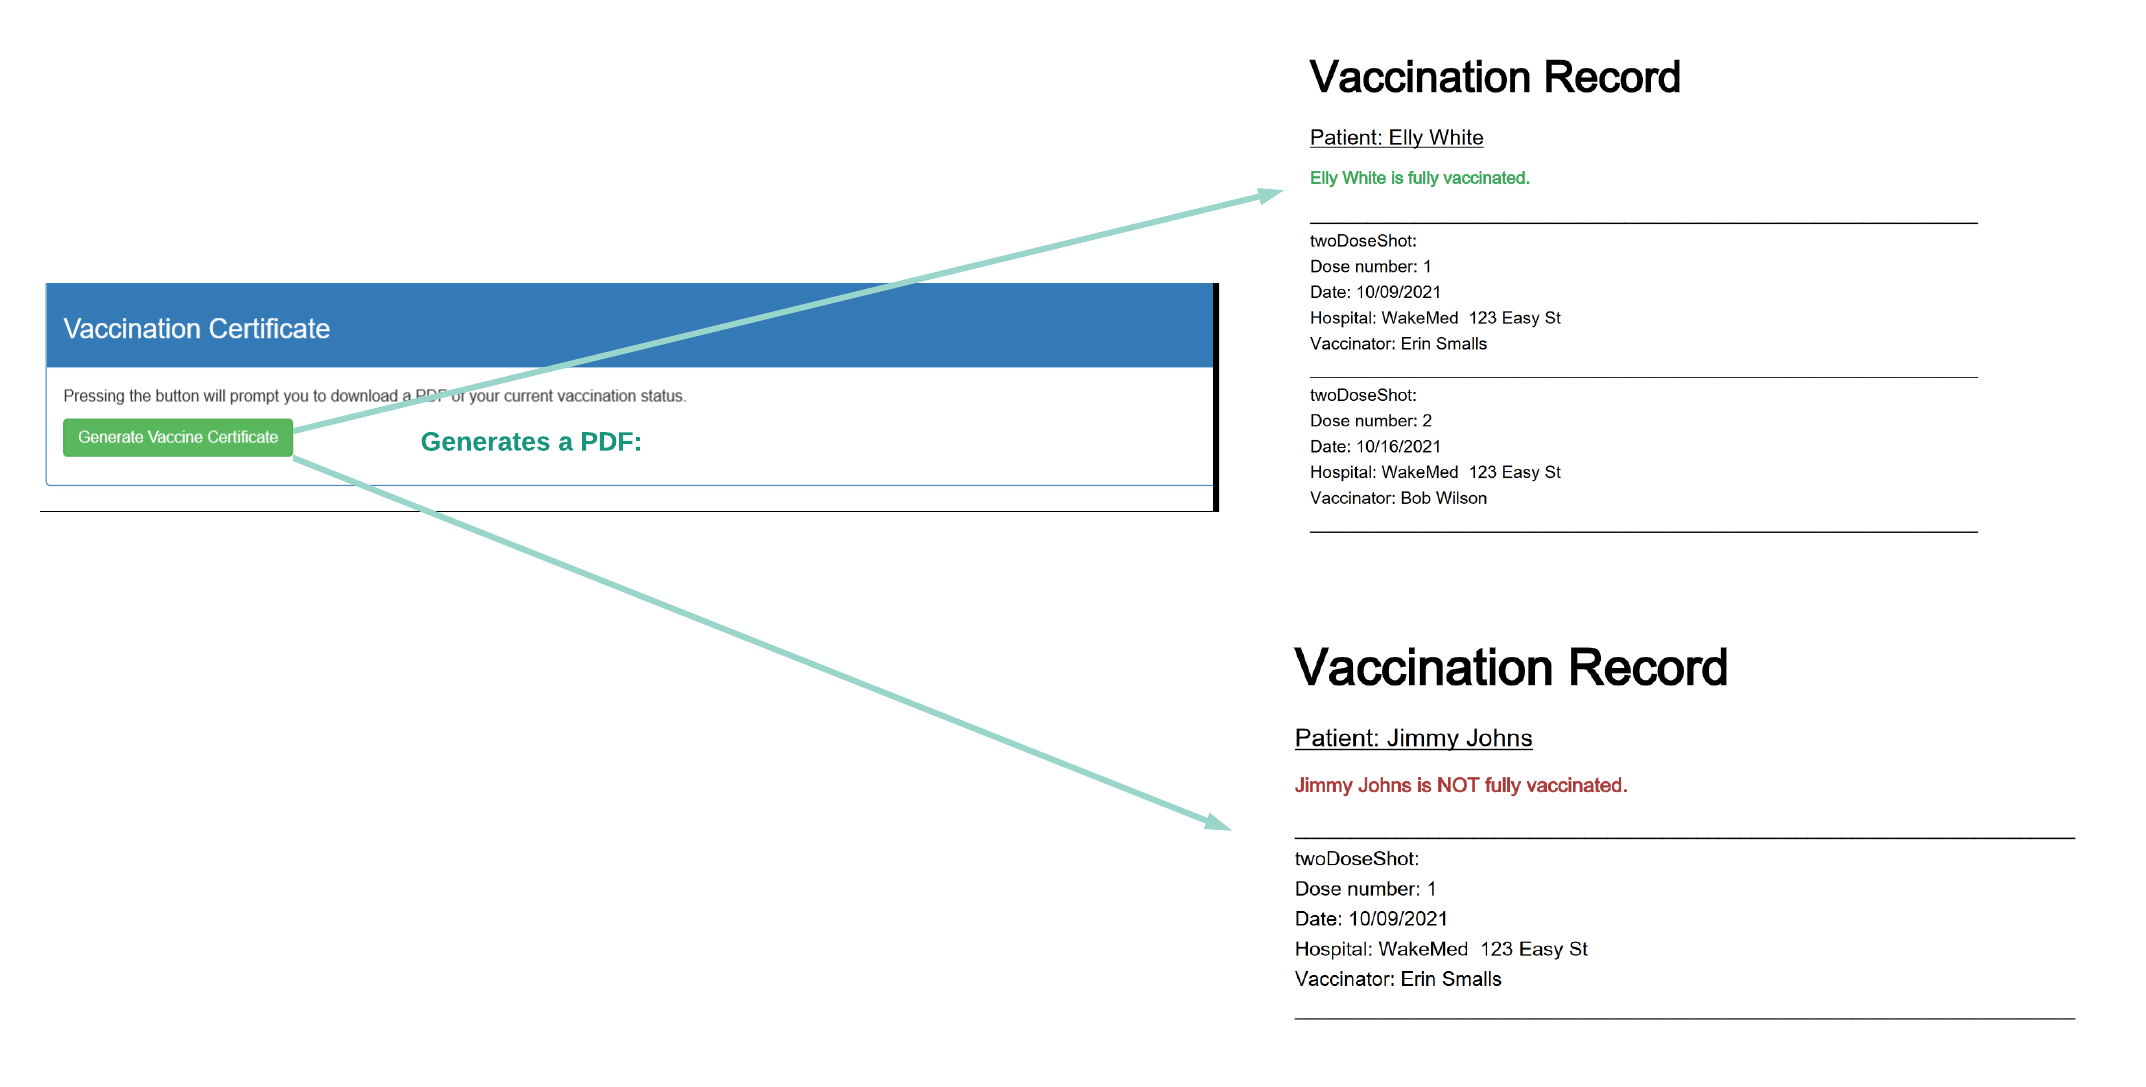 Vaccination Certificate
Pressing the button will prompt you to download a PDF of your current vaccination status.
Generate Vaccine Certificate
Generates a PDF:
Vaccination Record
Patient: Elly White
Elly White is fully vaccinated.
twoDoseShot:
Dose number: 1
Date: 10/09/2021
Hospital: WakeMed  123 Easy St
Vaccinator: Erin Smalls
twoDoseShot:
Dose number: 2
Date: 10/16/2021
Hospital: WakeMed  123 Easy St
Vaccinator: Bob Wilson
Vaccination Record
Patient: Jimmy Johns
Jimmy Johns is NOT fully vaccinated.
twoDoseShot:
Dose number: 1
Date: 10/09/2021
Hospital: WakeMed  123 Easy St
Vaccinator: Erin Smalls